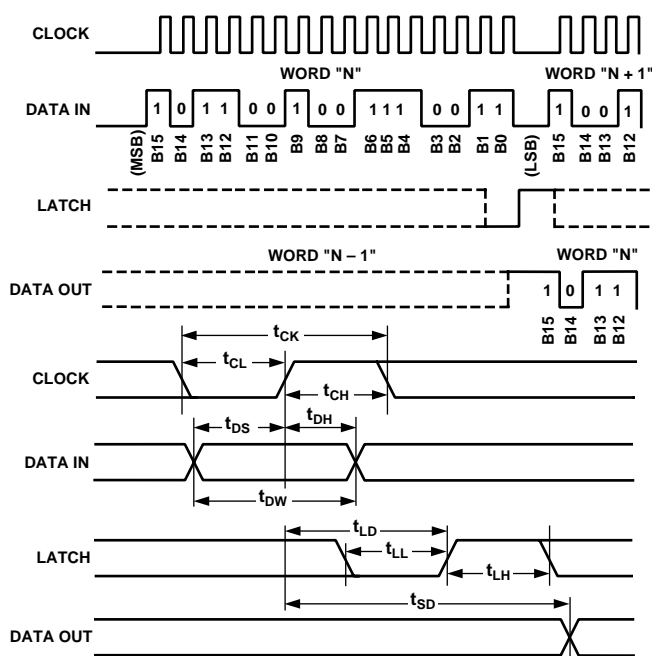 CLOCK
WORD "N" WORD "N + 1"
DATA IN 1 0 1 1 0 0 1 0 0 1 1 1 0 0 1 1 1 0 0 1
(MSB) B15 B14 B13 B12 B11 B10 B9 B8 B7 B6 B5 B4 B3 B2 B1 B0 (LSB) B15 B14 B13 B12
LATCH
WORD "N – 1" WORD "N"
DATA OUT 1 0 1 1
B15 B14 B13 B12
tCK
CLOCK tCL tCH
tDS tDH
DATA IN
tDW
tLD
LATCH tLL tLH
tSD
DATA OUT